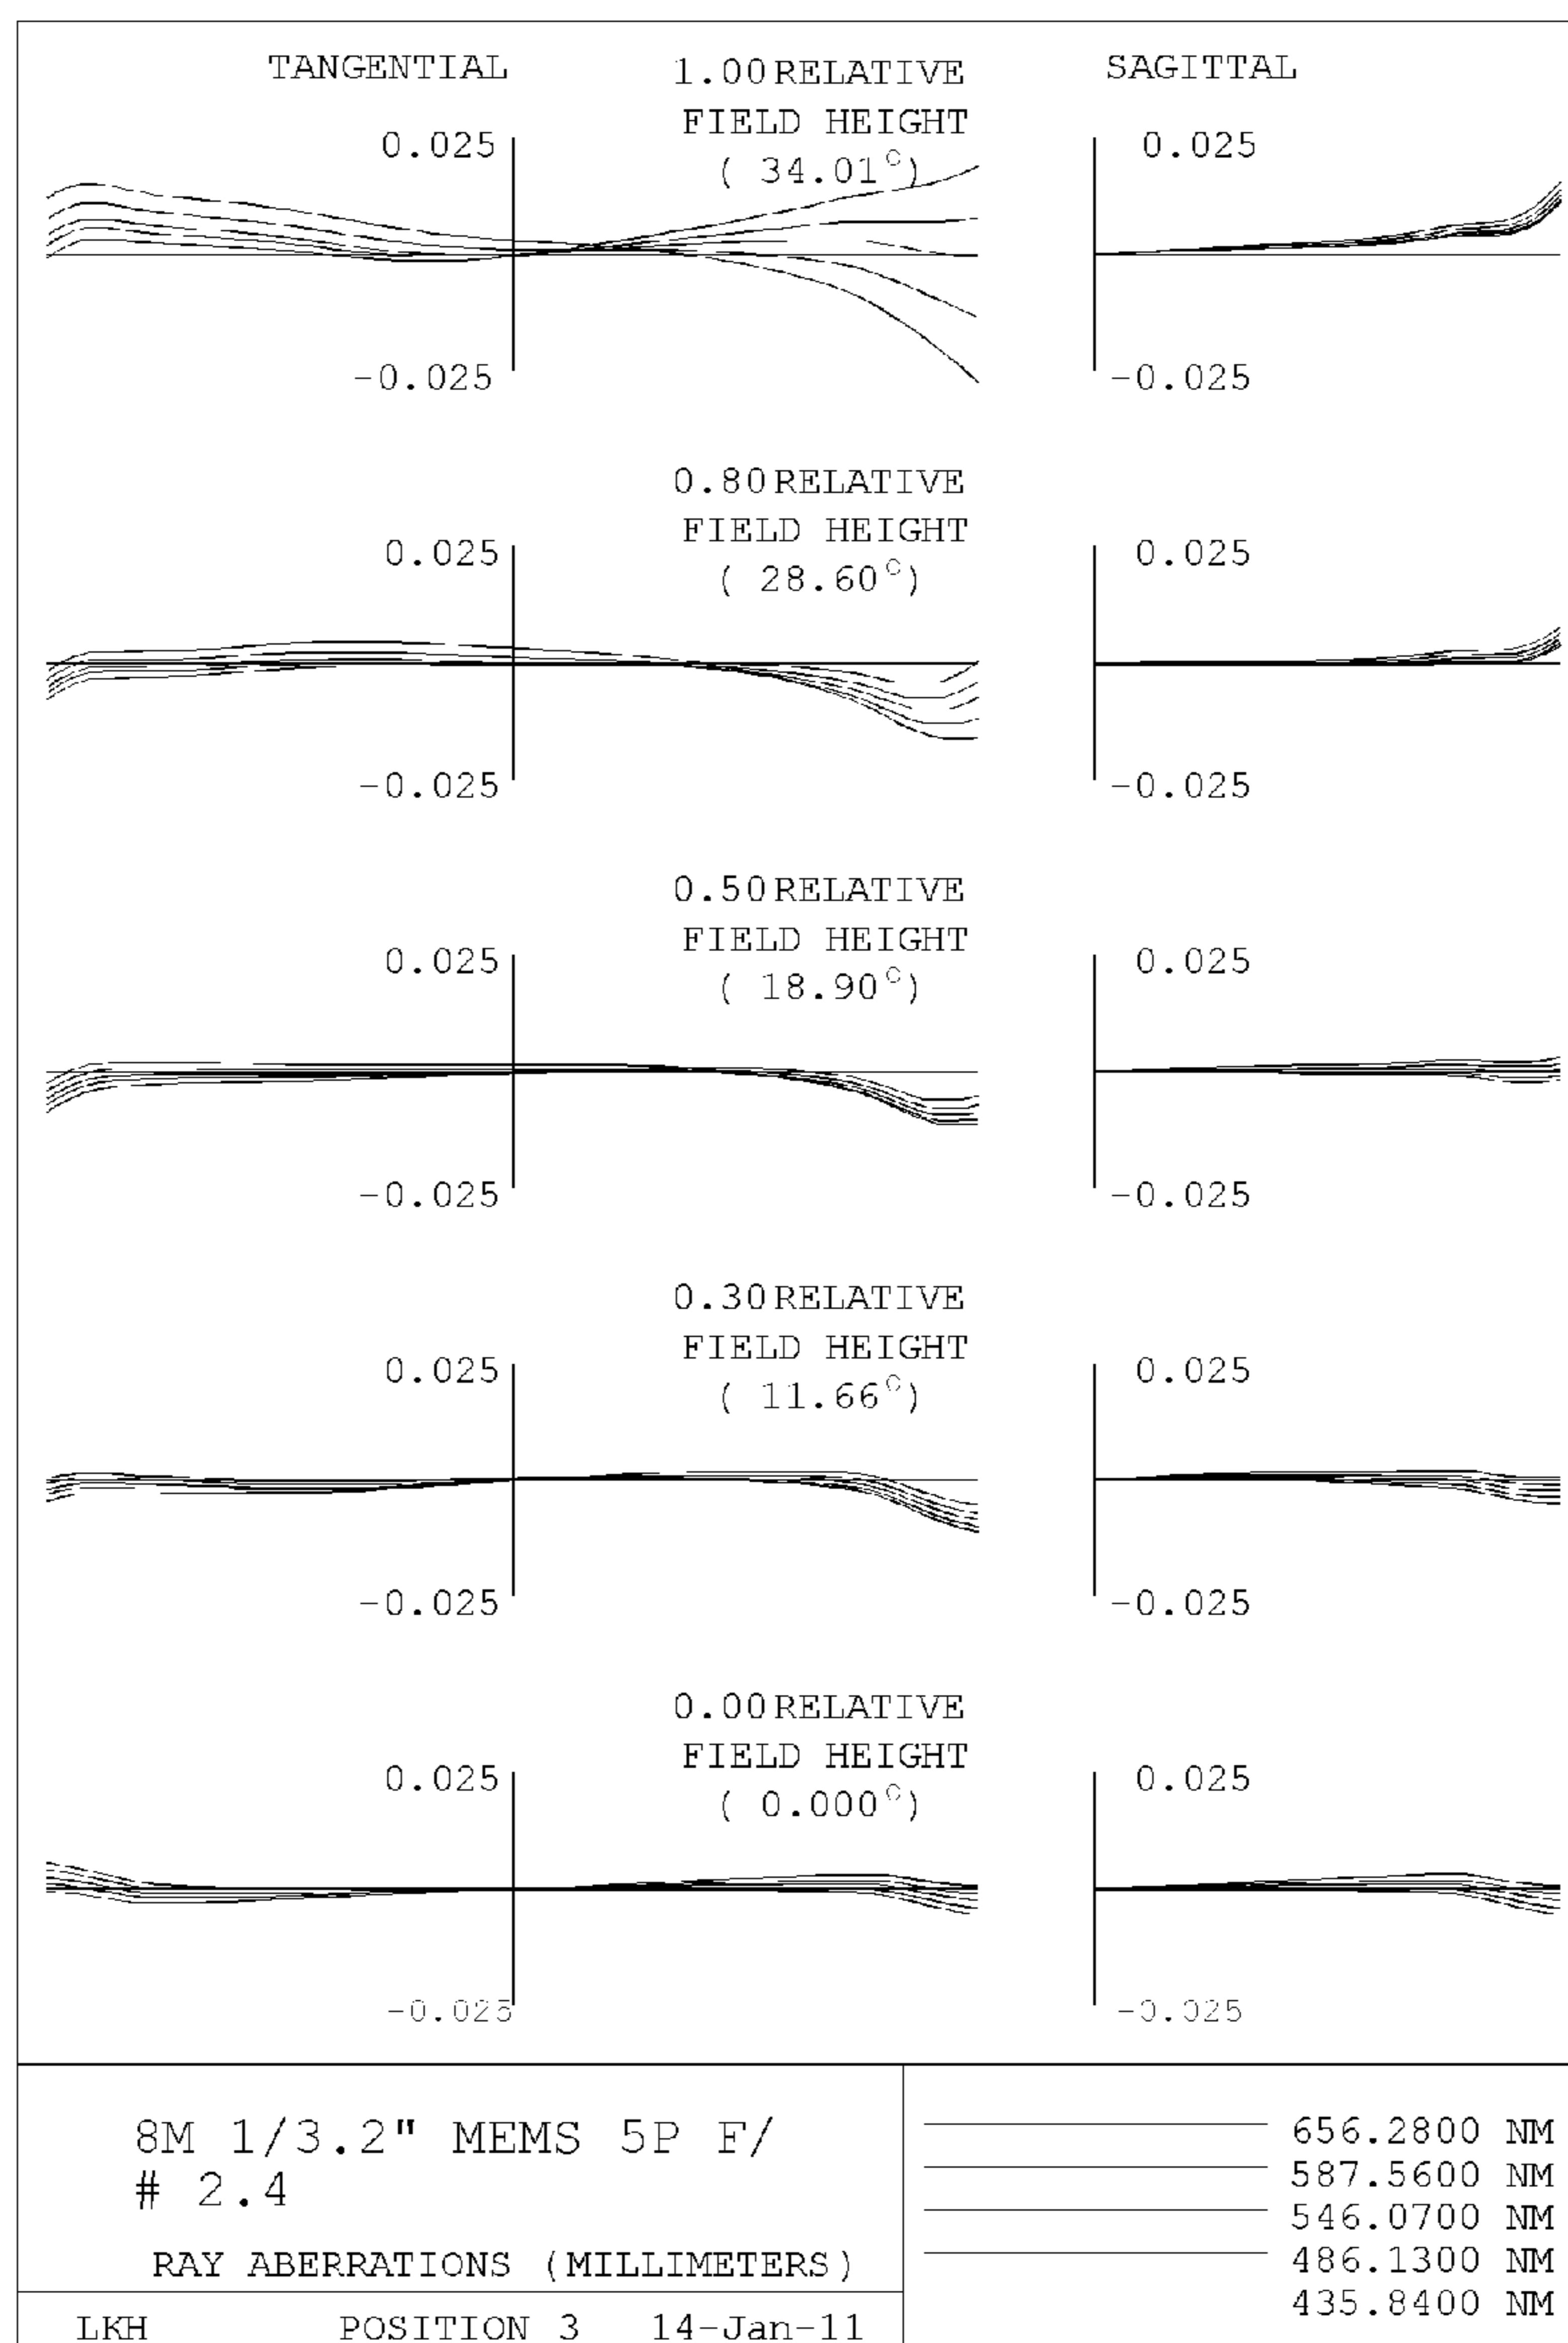 TANGENTIAL 1.00 RELATIVE SAGITTAL
FIELD HEIGHT
0.025 ( 34.01°) 0.025
-0.025 -0.025
0.80 RELATIVE
FIELD HEIGHT
0.025 ( 28.60°) 0.025
-0.025 -0.025
0.50 RELATIVE
FIELD HEIGHT
0.025 ( 18.90°) 0.025
-0.025 -0.025
0.30 RELATIVE
FIELD HEIGHT
0.025 ( 11.66°) 0.025
-0.025 -0.025
0.00 RELATIVE
FIELD HEIGHT
0.025 ( 0.000°) 0.025
-0.025 -0.025
8M 1/3.2" MEMS 5P F/
# 2.4
RAY ABERRATIONS (MILLIMETERS)
LKH POSITION 3 14-Jan-11
656.2800 NM
587.5600 NM
546.0700 NM
486.1300 NM
435.8400 NM